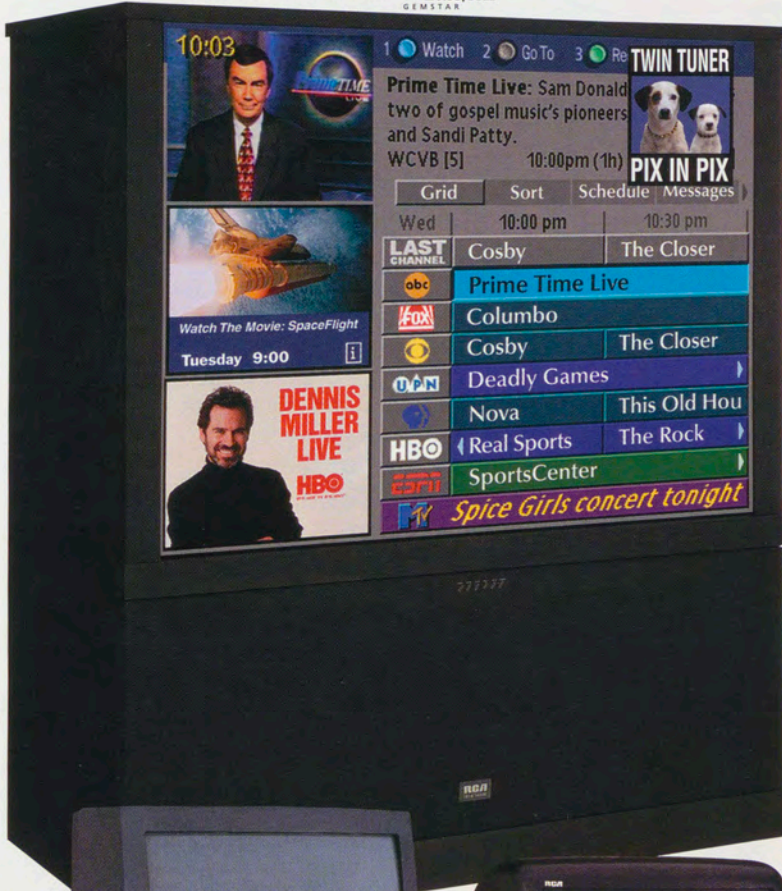 GEMSTAR
10:03
PrimeTIME
LIVE
1 Watch 2 Go To 3 Re
TWIN TUNER
PIX IN PIX
Prime Time Live: Sam Donald
two of gospel music's pioneers
and Sandi Patty.
WCVB [5] 10:00pm (1h)
Grid Sort Schedule Messages
Wed 10:00 pm 10:30 pm
LAST CHANNEL Cosby The Closer
abc Prime Time Live
FOX Columbo
Cosby The Closer
UPN Deadly Games
Nova This Old Hou
HBO Real Sports The Rock
ESPN SportsCenter
MTV Spice Girls concert tonight
Watch The Movie: SpaceFlight
Tuesday 9:00 i
DENNIS
MILLER
LIVE
HBO
RCA
RCA